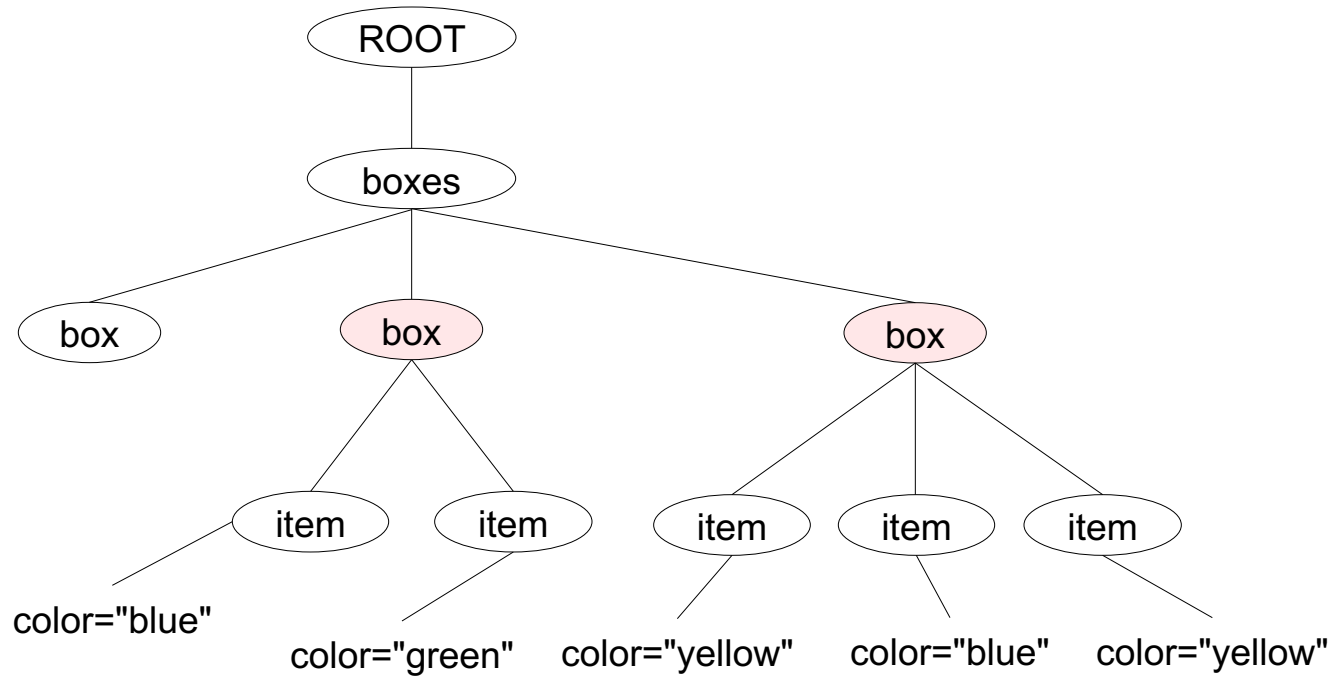 ROOT
boxes
box
box
box
item
item
item
item
item
color="blue"
color="green"
color="yellow"
color="blue"
color="yellow"